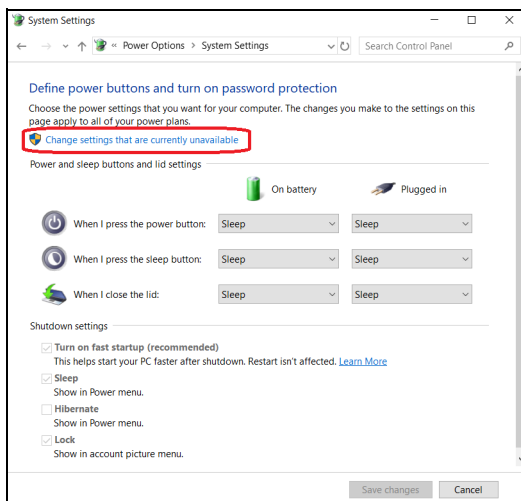 System Settings
« Power Options > System Settings
Search Control Panel
Define power buttons and turn on password protection
Choose the power settings that you want for your computer. The changes you make to the settings on this
page apply to all of your power plans.
Change settings that are currently unavailable
Power and sleep buttons and lid settings
On battery
Plugged in
When I press the power button:
Sleep
Sleep
When I press the sleep button:
Sleep
Sleep
When I close the lid:
Sleep
Sleep
Shutdown settings
Turn on fast startup (recommended)
This helps start your PC faster after shutdown. Restart isn't affected. Learn More
Sleep
Show in Power menu.
Hibernate
Show in Power menu.
Lock
Show in account picture menu.
Save changes
Cancel